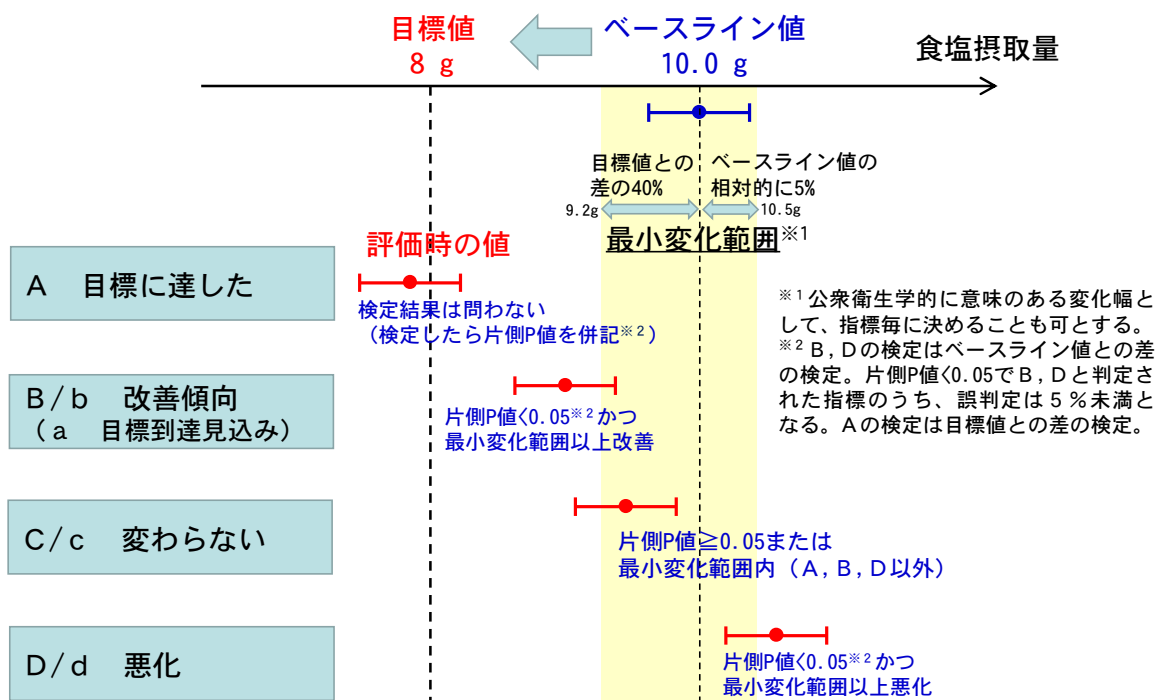 目標値
8 g
ベースライン値
10.0 g
食塩摂取量
目標値との
差の40%
ベースライン値の
相対的に5%
9.2g
10.5g
最小変化範囲※1
評価時の値
A 目標に達した
検定結果は問わない
(検定したら片側P値を併記※2)
※1公衆衛生学的に意味のある変化幅と
して、指標毎に決めることも可とする。
※2B,Dの検定はベースライン値との差
の検定。片側P値<0.05でB,Dと判定さ
れた指標のうち、誤判定は5%未満と
なる。Aの検定は目標値との差の検定。
B/b 改善傾向
(a 目標到達見込み)
片側P値<0.05※2かつ
最小変化範囲以上改善
C/c 変わらない
片側P値≧0.05または
最小変化範囲内(A,B,D以外)
D/d 悪化
片側P値<0.05※2かつ
最小変化範囲以上悪化